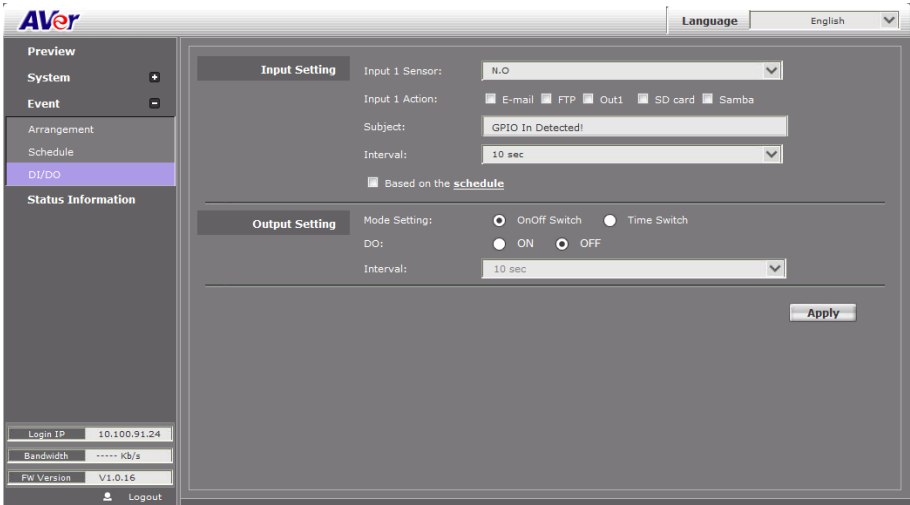 AVer
Language English
Preview
System
Event
Arrangement
Schedule
DI/DO
Status Information
Input Setting
Input 1 Sensor: N.O
Input 1 Action: E-mail FTP Out1 SD card Samba
Subject: GPIO In Detected!
Interval: 10 sec
Based on the schedule
Output Setting
Mode Setting: OnOff Switch Time Switch
DO: ON OFF
Interval: 10 sec
Apply
Login IP 10.100.91.24
Bandwidth ----- Kb/s
FW Version V1.0.16
Logout